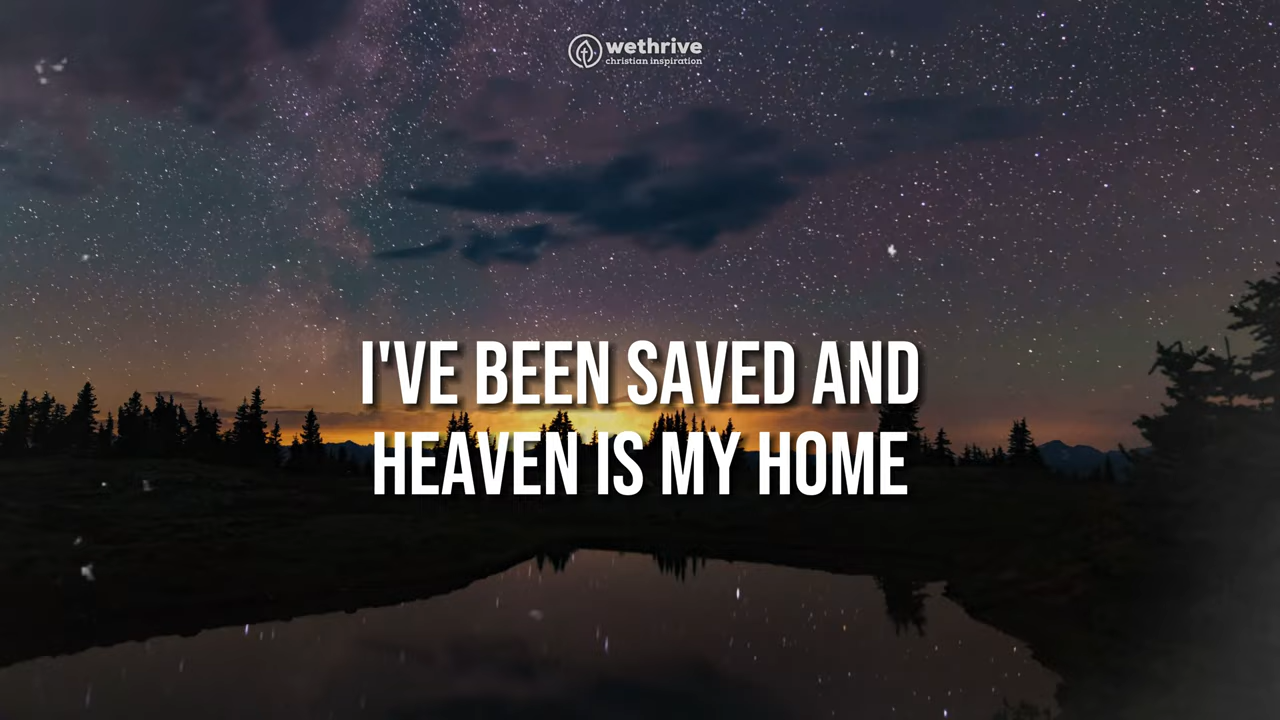 wethrive
christian inspiration
I'VE BEEN SAVED AND
HEAVEN IS MY HOME